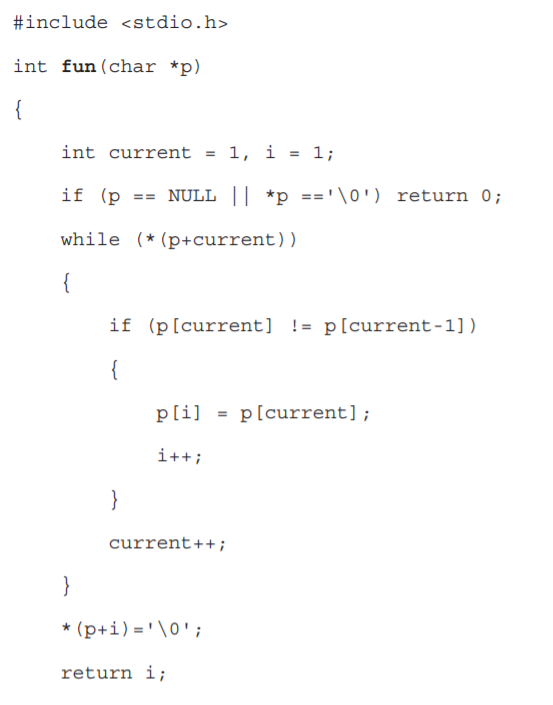 #include <stdio.h>
int fun(char *p)
{
int current = 1, i = 1;
if (p == NULL || *p =='\0') return 0;
while (*(p+current))
{
if (p[current] != p[current-1])
{
p[i] = p[current];
i++;
}
current++;
}
*(p+i)='\0';
return i;